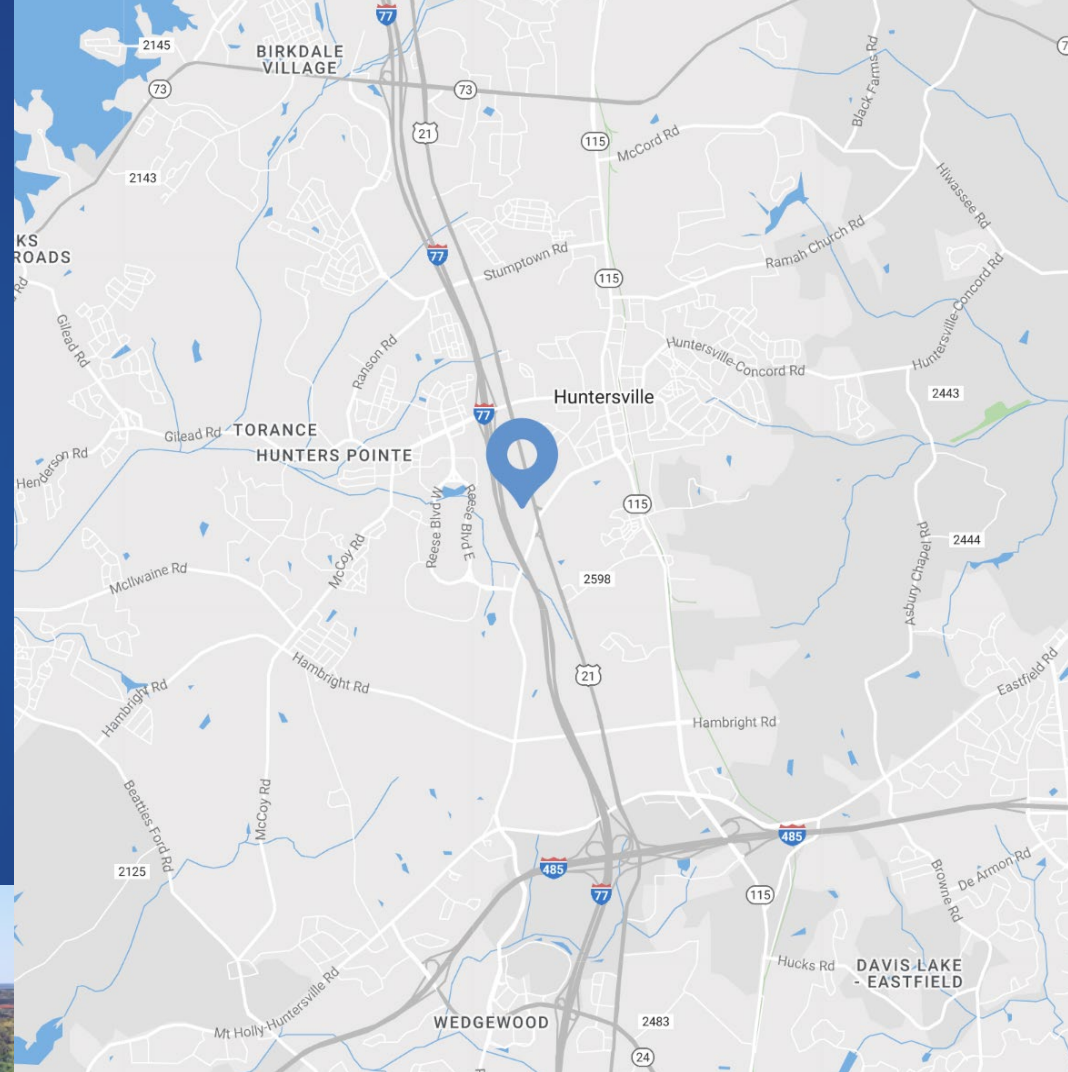 77
2145
BIRKDALE
VILLAGE
73
73
7
21
115
McCord Rd
Black Farms Rd
2143
Hiwassee Rd
KS
ROADS
Rd
77
Stumptown Rd
Ramah Church Rd
115
Gilead Rd
Ranson Rd
Huntersville-Concord Rd
Huntersville-Concord Rd
77
Huntersville
2443
Gilead Rd
TORANCE
HUNTERS POINTE
Henderson Rd
Reese Blvd W
Reese Blvd E
115
McCoy Rd
2444
McIlwaine Rd
2598
Asbury Chapel Rd
Hambright Rd
21
Eastfield Rd
Hambright Rd
Hambright Rd
Beatties Ford Rd
McCoy Rd
485
2125
485
77
115
Browne Rd
De Armon Rd
Hucks Rd
DAVIS LAKE
- EASTFIELD
Mt Holly-Huntersville Rd
WEDGEWOOD
2483
24